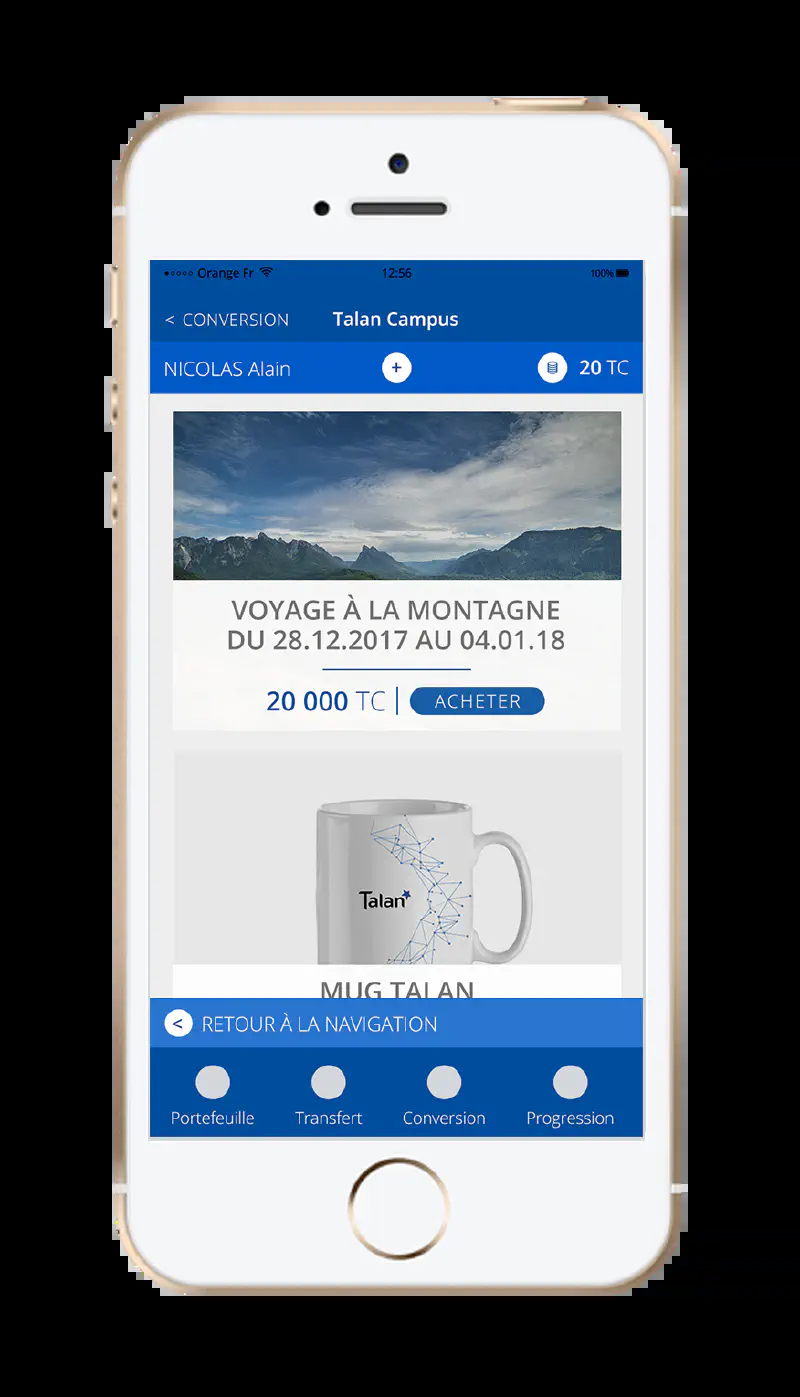 Orange Fr
12:56
100%
< CONVERSION
Talan Campus
NICOLAS Alain
+
20 TC
VOYAGE À LA MONTAGNE
DU 28.12.2017 AU 04.01.18
20 000 TC
ACHETER
Talan
MUG TALAN
< RETOUR À LA NAVIGATION
Portefeuille
Transfert
Conversion
Progression